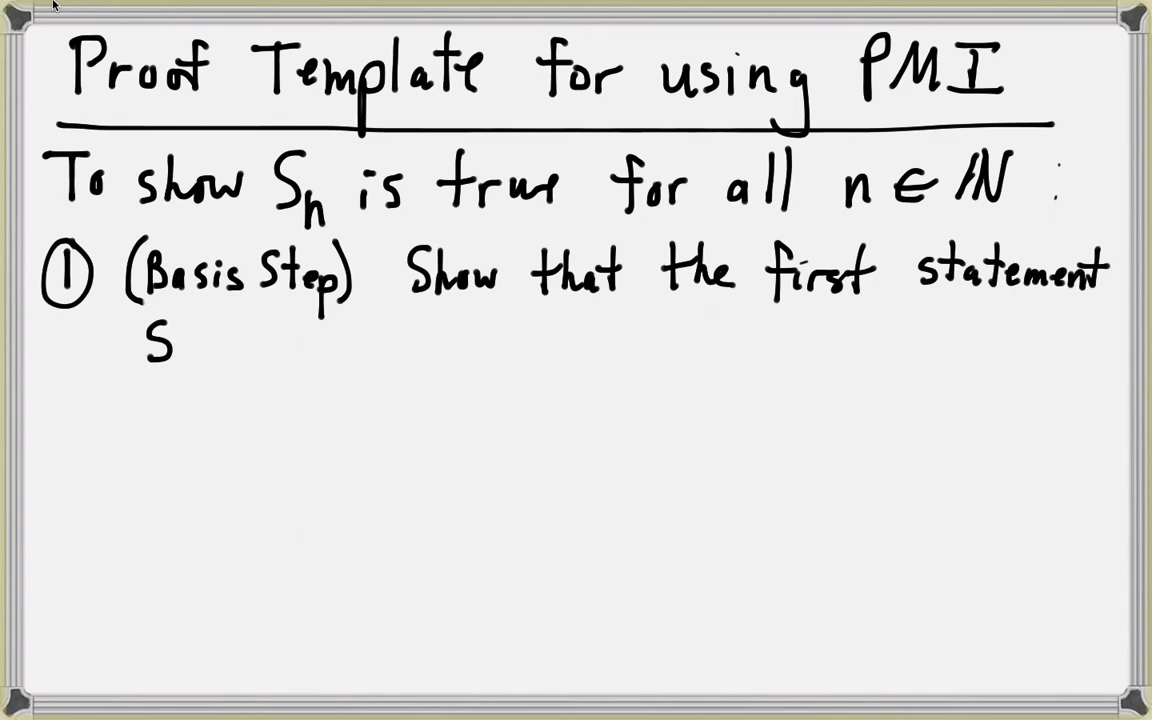 Proof Template for using PMI
To show Sₙ is true for all n ∈ ℕ :
① (Basis Step) Show that the first statement
S